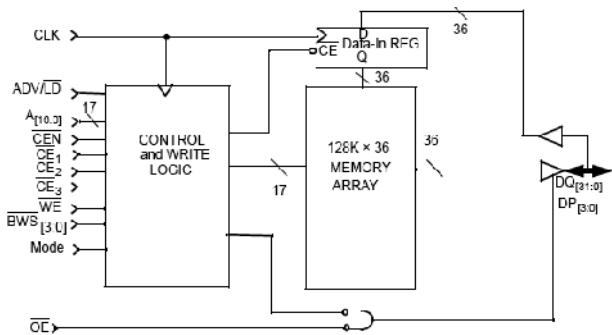 CLK
ADV/LD
A[10:0]
17
CEN
CE1
CE2
CE3
WE
BWS[3:0]
Mode
OE
CONTROL
and WRITE
LOGIC
D
CE Data-In REG
Q
36
36
17
128K × 36
MEMORY
ARRAY
36
DQ[31:0]
DP[3:0]